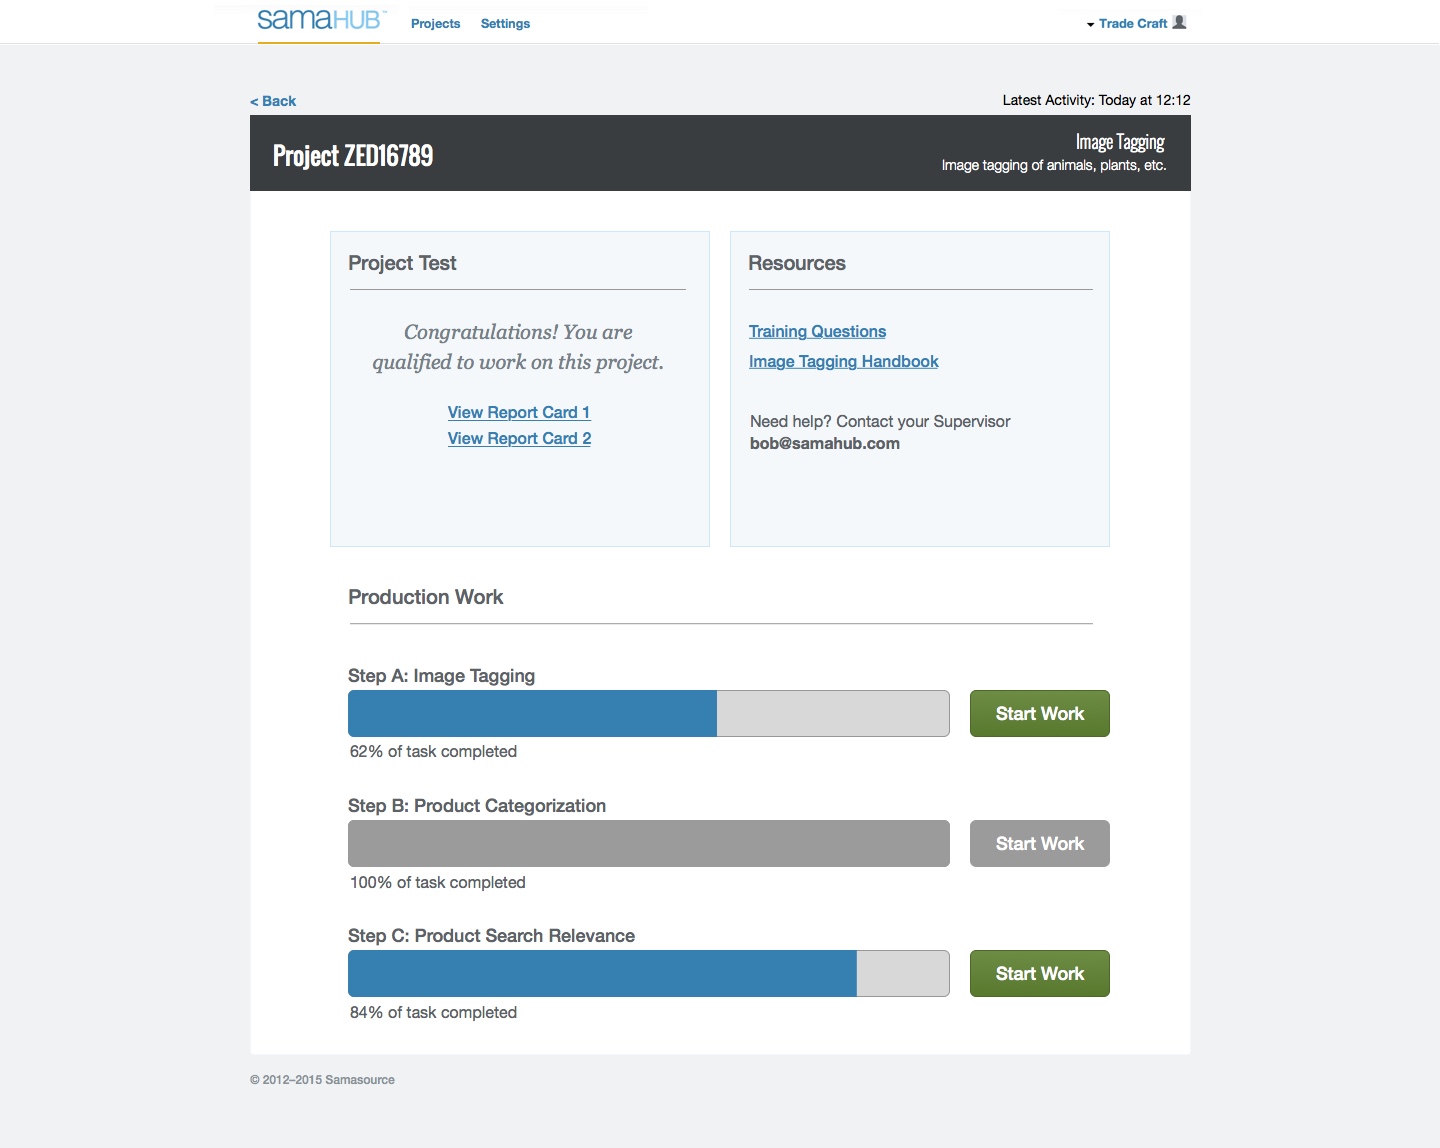 samaHUB™
Projects
Settings
Trade Craft
< Back
Latest Activity: Today at 12:12
Project ZED16789
Image Tagging
Image tagging of animals, plants, etc.
Project Test
Congratulations! You are
qualified to work on this project.
View Report Card 1
View Report Card 2
Resources
Training Questions
Image Tagging Handbook
Need help? Contact your Supervisor
bob@samahub.com
Production Work
Step A: Image Tagging
Start Work
62% of task completed
Step B: Product Categorization
Start Work
100% of task completed
Step C: Product Search Relevance
Start Work
84% of task completed
© 2012–2015 Samasource